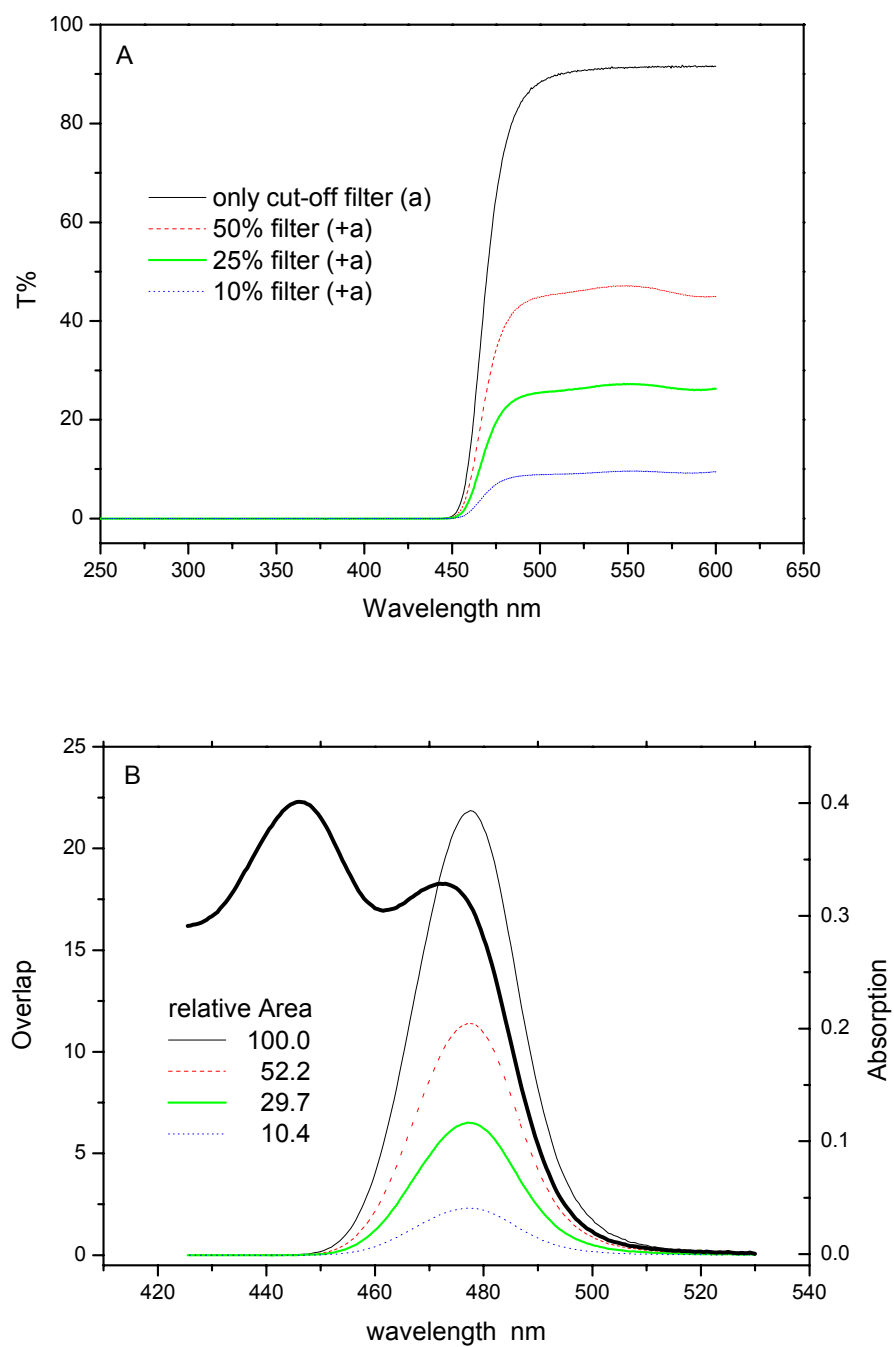 100
A
80
only cut-off filter (a)
50% filter (+a)
25% filter (+a)
10% filter (+a)
60
T%
40
20
0
250 300 350 400 450 500 550 600 650
Wavelength nm
25
B
0.4
20
0.3
15
Overlap
relative Area
100.0
52.2
29.7
10.4
0.2
Absorption
10
0.1
5
0
0.0
420 440 460 480 500 520 540
wavelength nm